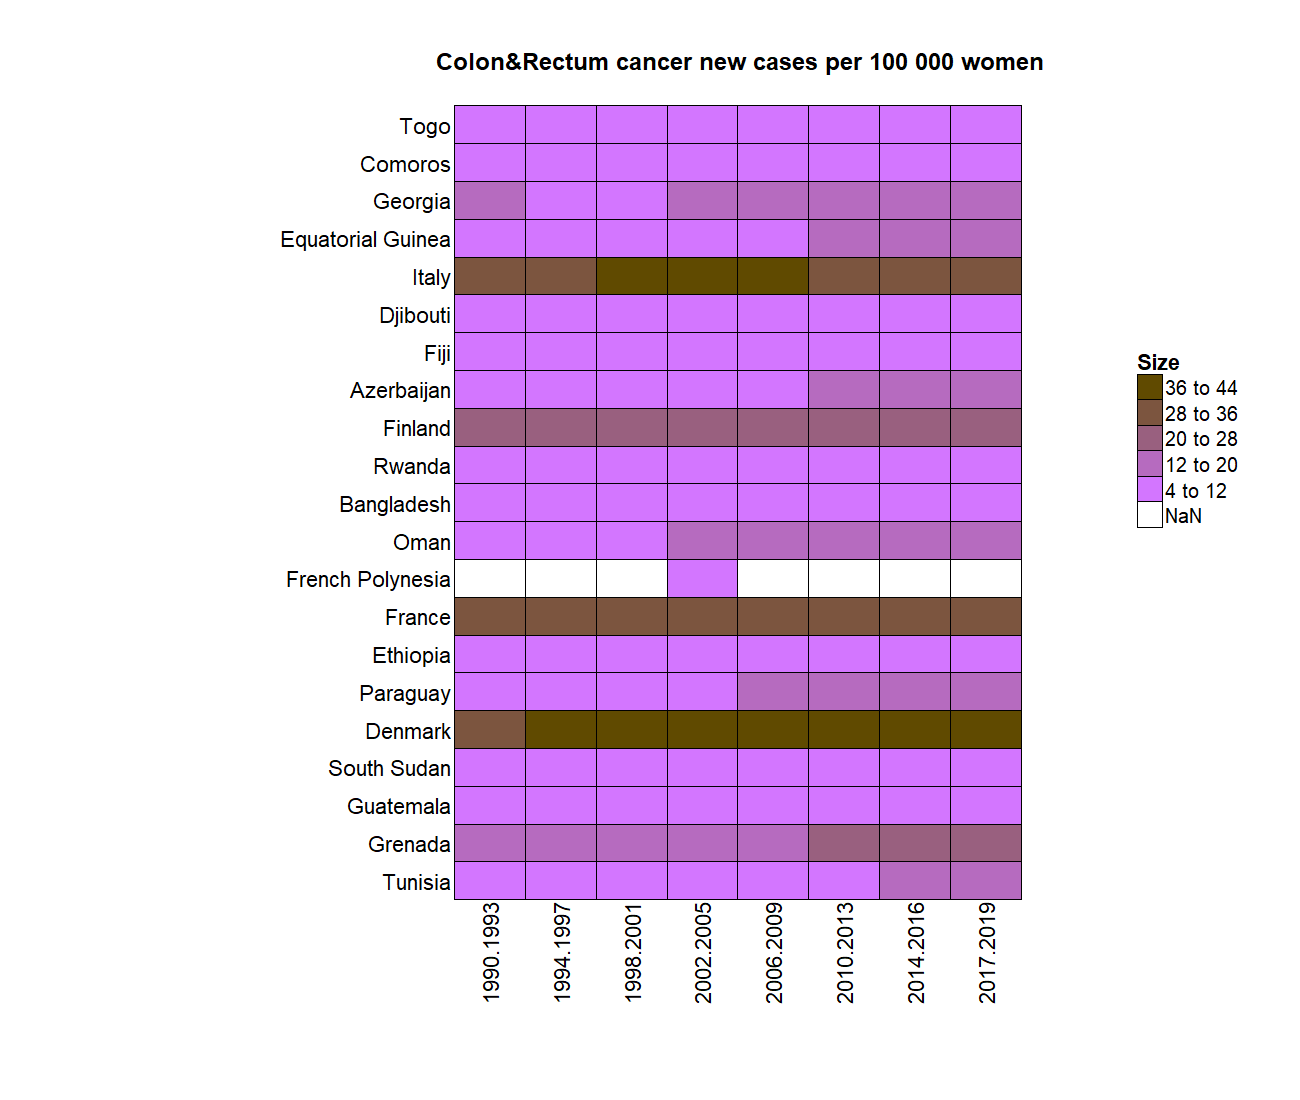 Colon&Rectum cancer new cases per 100 000 women
Togo
Comoros
Georgia
Equatorial Guinea
Italy
Djibouti
Fiji
Azerbaijan
Finland
Rwanda
Bangladesh
Oman
French Polynesia
France
Ethiopia
Paraguay
Denmark
South Sudan
Guatemala
Grenada
Tunisia
1990.1993
1994.1997
1998.2001
2002.2005
2006.2009
2010.2013
2014.2016
2017.2019
Size
36 to 44
28 to 36
20 to 28
12 to 20
4 to 12
NaN